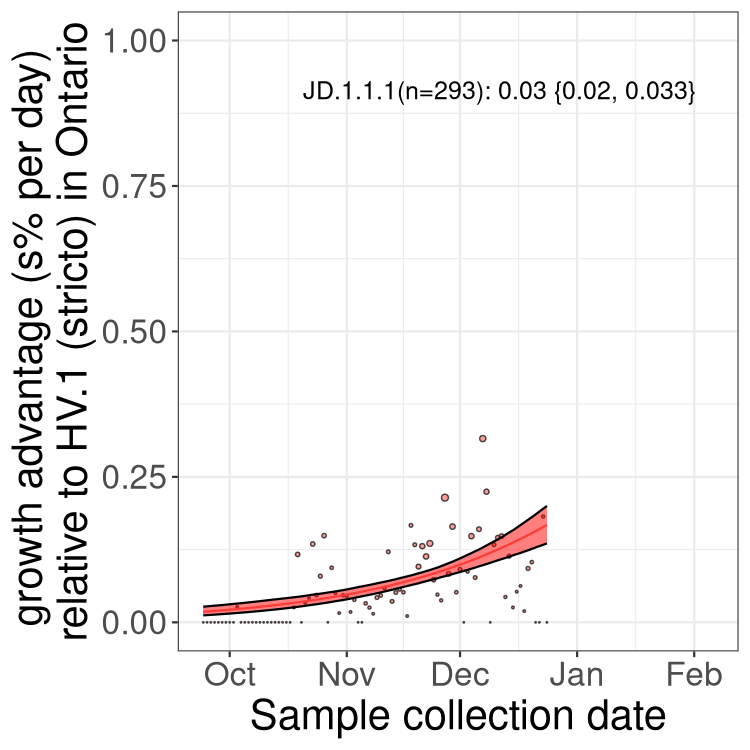 growth advantage (s% per day)
relative to HV.1 (stricto) in Ontario
1.00
0.75
0.50
0.25
0.00
JD.1.1.1(n=293): 0.03 {0.02, 0.033}
Oct Nov Dec Jan Feb
Sample collection date